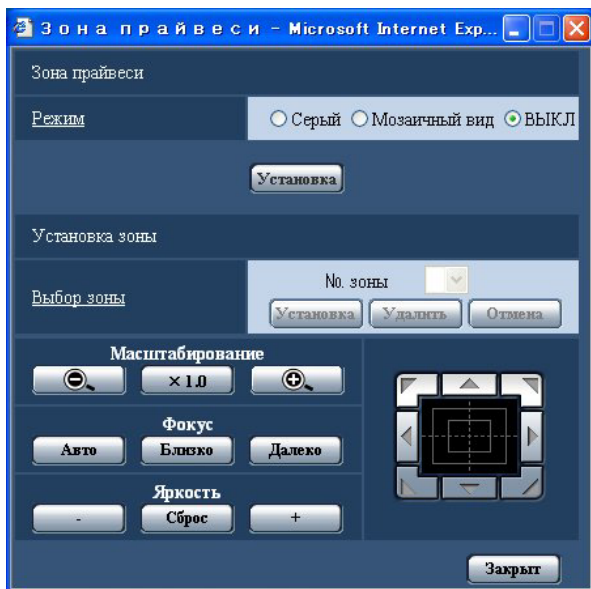 Зона прайвеси - Microsoft Internet Exp...
Зона прайвеси
Режим
Серый Мозаичный вид ВЫКЛ
Установка
Установка зоны
Выбор зоны
No. зоны
Установка Удалить Отмена
Масштабирование
×1.0
Фокус
Авто Близко Далеко
Яркость
- Сброс +
Закрыт